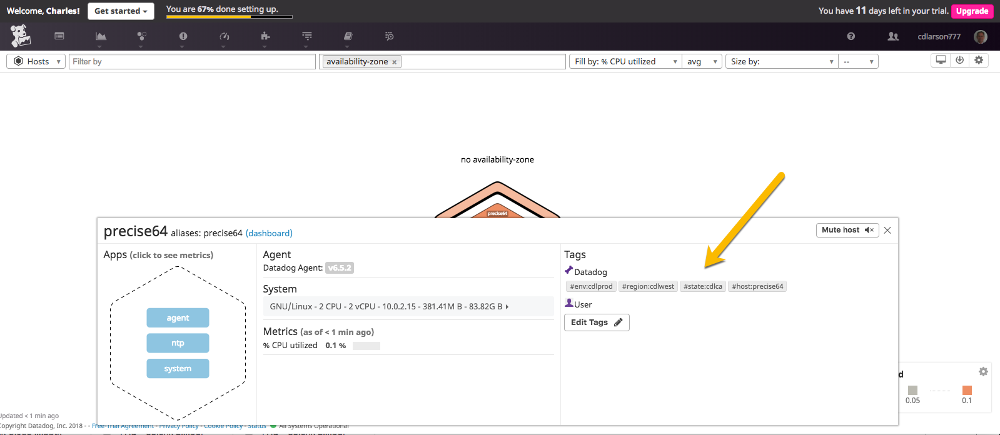 Welcome, Charles!
Get started
You are 67% done setting up.
You have 11 days left in your trial.
Upgrade
cdlarson777
Hosts
Filter by
availability-zone ×
Fill by: % CPU utilized
avg
Size by:
--
no availability-zone
precise64
precise64 aliases: precise64 (dashboard)
Mute host
Apps (click to see metrics)
agent
ntp
system
Agent
Datadog Agent: v6.5.2
System
GNU/Linux - 2 CPU - 2 vCPU - 10.0.2.15 - 381.41M B - 83.82G B
Metrics (as of < 1 min ago)
% CPU utilized 0.1 %
Tags
Datadog
#env:cdlprod #region:cdlwest #state:cdlca #host:precise64
User
Edit Tags
d
0.05
0.1
Updated < 1 min ago
opyright Datadog, Inc. 2018 - - Free-Trial Agreement - Privacy Policy - Cookie Policy - Status All Systems Operational